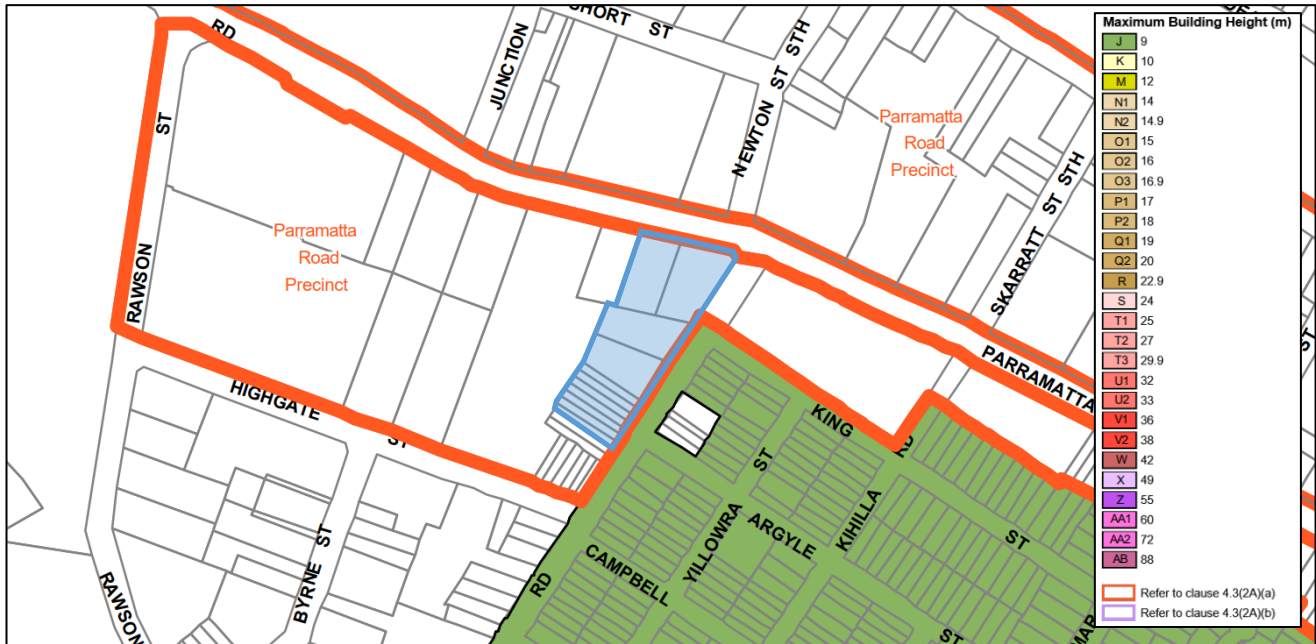 SHORT ST
RD
JUNCTION
NEWTON ST STH
Parramatta
Road
Precinct
SKARRATT ST STH
ST
RAWSON
Parramatta
Road
Precinct
PARRAMATTA
ST
HIGHGATE
ST
KING
RD
ST
YILLOWRA
ARGYLE
KIHILLA
ST
CAMPBELL
BYRNE ST
RD
RAWSON
ST
Maximum Building Height (m)
J 9
K 10
M 12
N1 14
N2 14.9
O1 15
O2 16
O3 16.9
P1 17
P2 18
Q1 19
Q2 20
R 22.9
S 24
T1 25
T2 27
T3 29.9
U1 32
U2 33
V1 36
V2 38
W 42
X 49
Z 55
AA1 60
AA2 72
AB 88
Refer to clause 4.3(2A)(a)
Refer to clause 4.3(2A)(b)